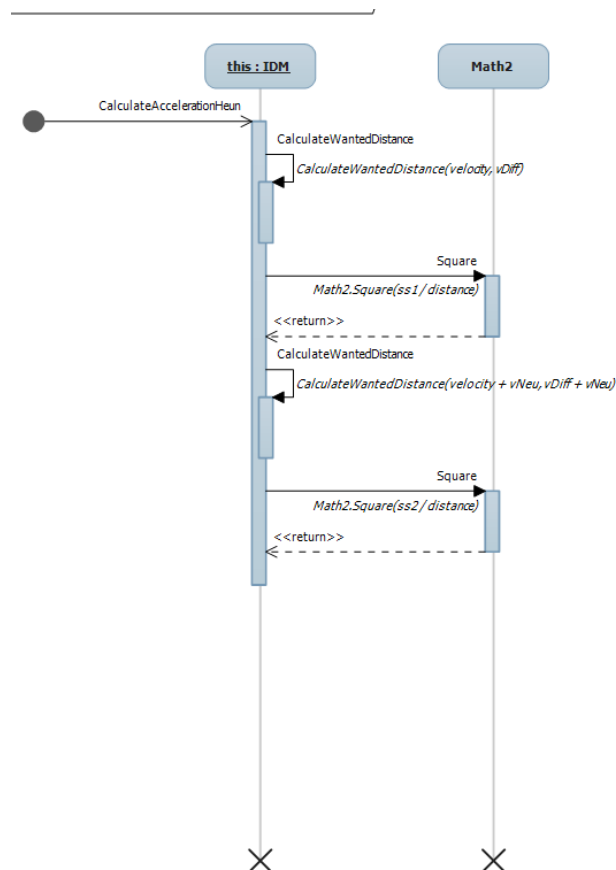 this : IDM
Math2
CalculateAccelerationHeun
CalculateWantedDistance
CalculateWantedDistance(velocity, vDiff)
Square
Math2.Square(ss1 / distance)
<<return>>
CalculateWantedDistance
CalculateWantedDistance(velocity + vNeu, vDiff + vNeu)
Square
Math2.Square(ss2 / distance)
<<return>>